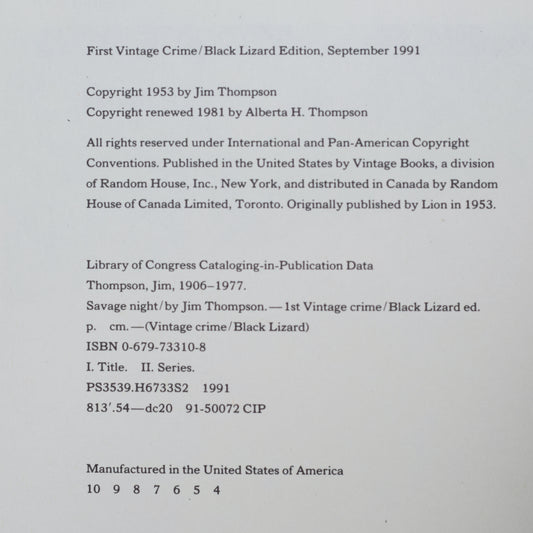 First Vintage Crime/Black Lizard Edition, September 1991
Copyright 1953 by Jim Thompson
Copyright renewed 1981 by Alberta H. Thompson
All rights reserved under International and Pan-American Copyright
Conventions. Published in the United States by Vintage Books, a division
of Random House, Inc., New York, and distributed in Canada by Random
House of Canada Limited, Toronto. Originally published by Lion in 1953.
Library of Congress Cataloging-in-Publication Data
Thompson, Jim, 1906–1977.
Savage night/by Jim Thompson.—1st Vintage crime/Black Lizard ed.
p. cm.—(Vintage crime/Black Lizard)
ISBN 0-679-73310-8
I. Title. II. Series.
PS3539.H6733S2 1991
813'.54—dc20 91-50072 CIP
Manufactured in the United States of America
10 9 8 7 6 5 4